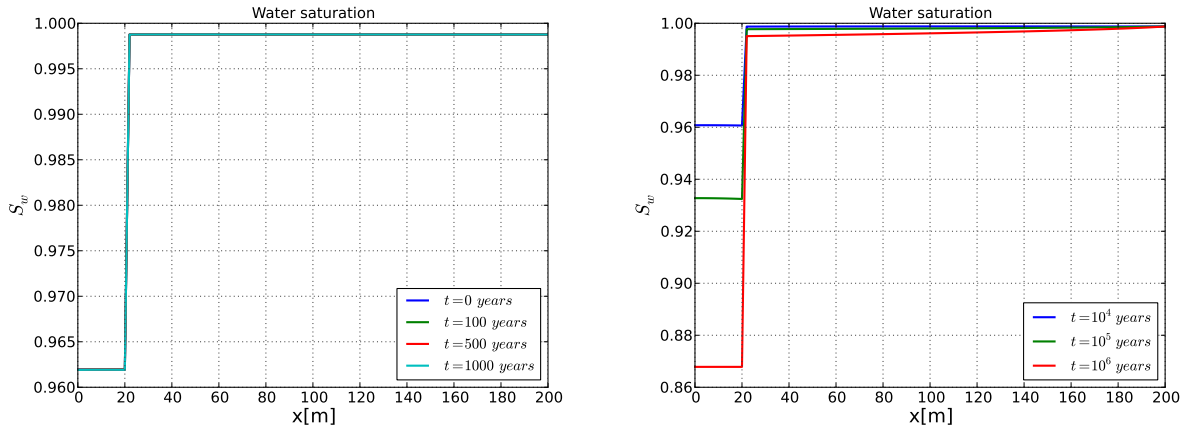 Water saturation
1.000
0.995
0.990
0.985
0.980
0.975
0.970
0.965
0.960
S_w
0 20 40 60 80 100 120 140 160 180 200
x[m]
t=0 years
t=100 years
t=500 years
t=1000 years
Water saturation
1.00
0.98
0.96
0.94
0.92
0.90
0.88
0.86
S_w
0 20 40 60 80 100 120 140 160 180 200
x[m]
t=10^4 years
t=10^5 years
t=10^6 years